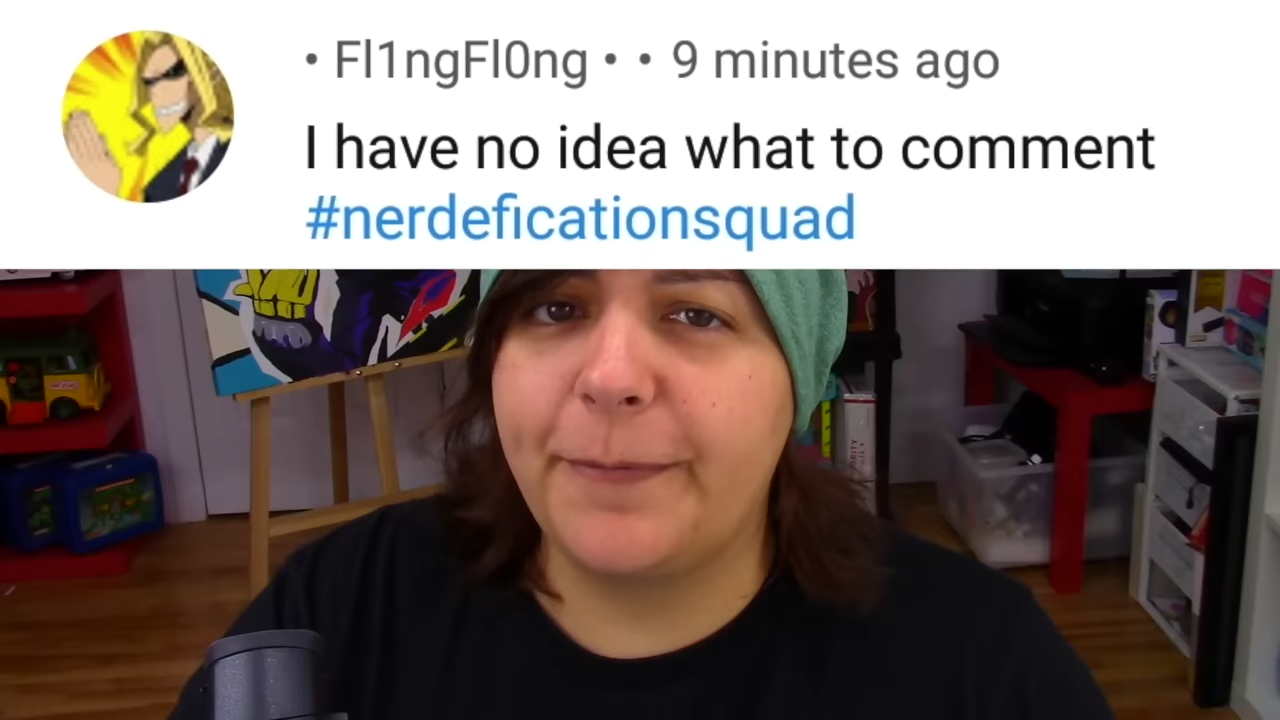 • Fl1ngFl0ng • • 9 minutes ago
I have no idea what to comment
#nerdeficationsquad